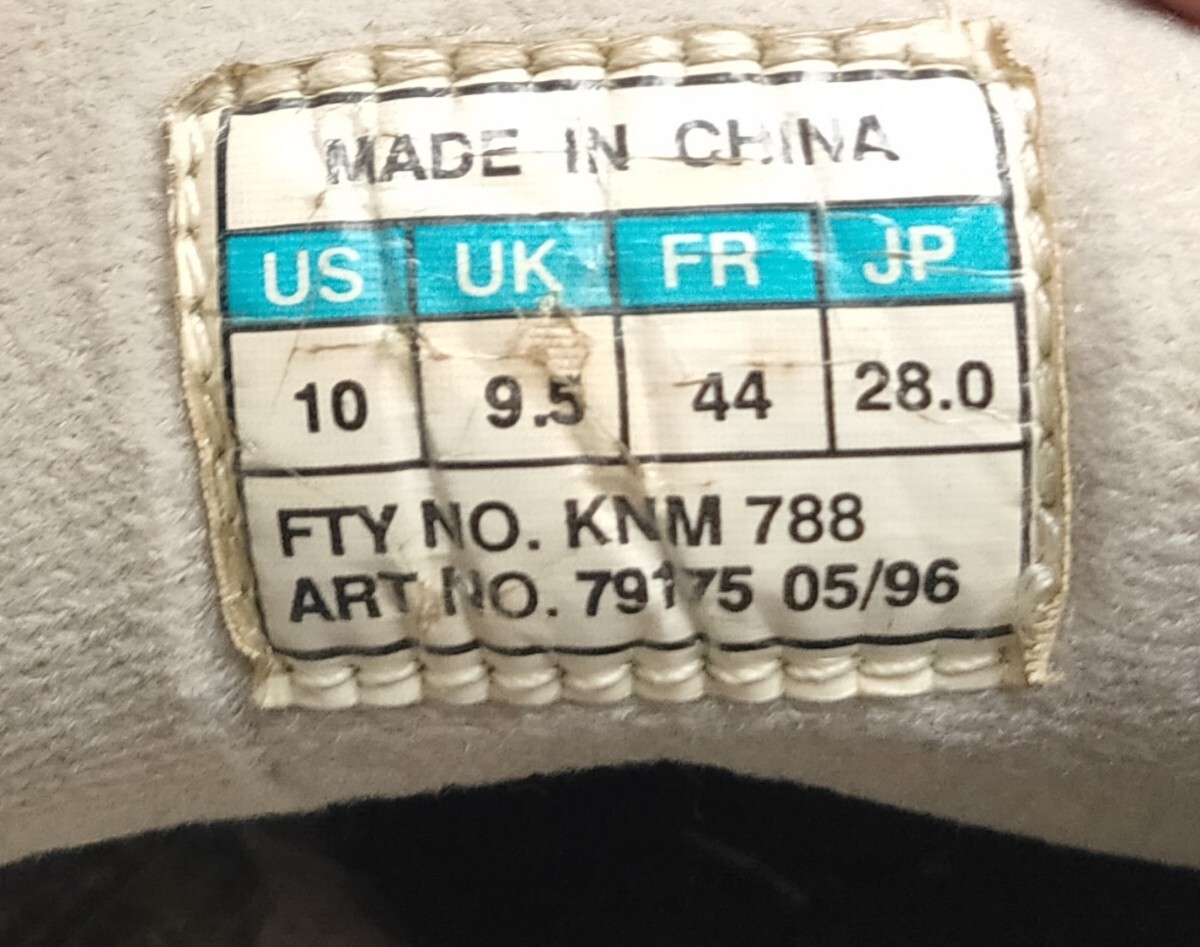 MADE IN CHINA
US UK FR JP
10 9.5 44 28.0
FTY NO. KNM 788
ART NO. 79175 05/96